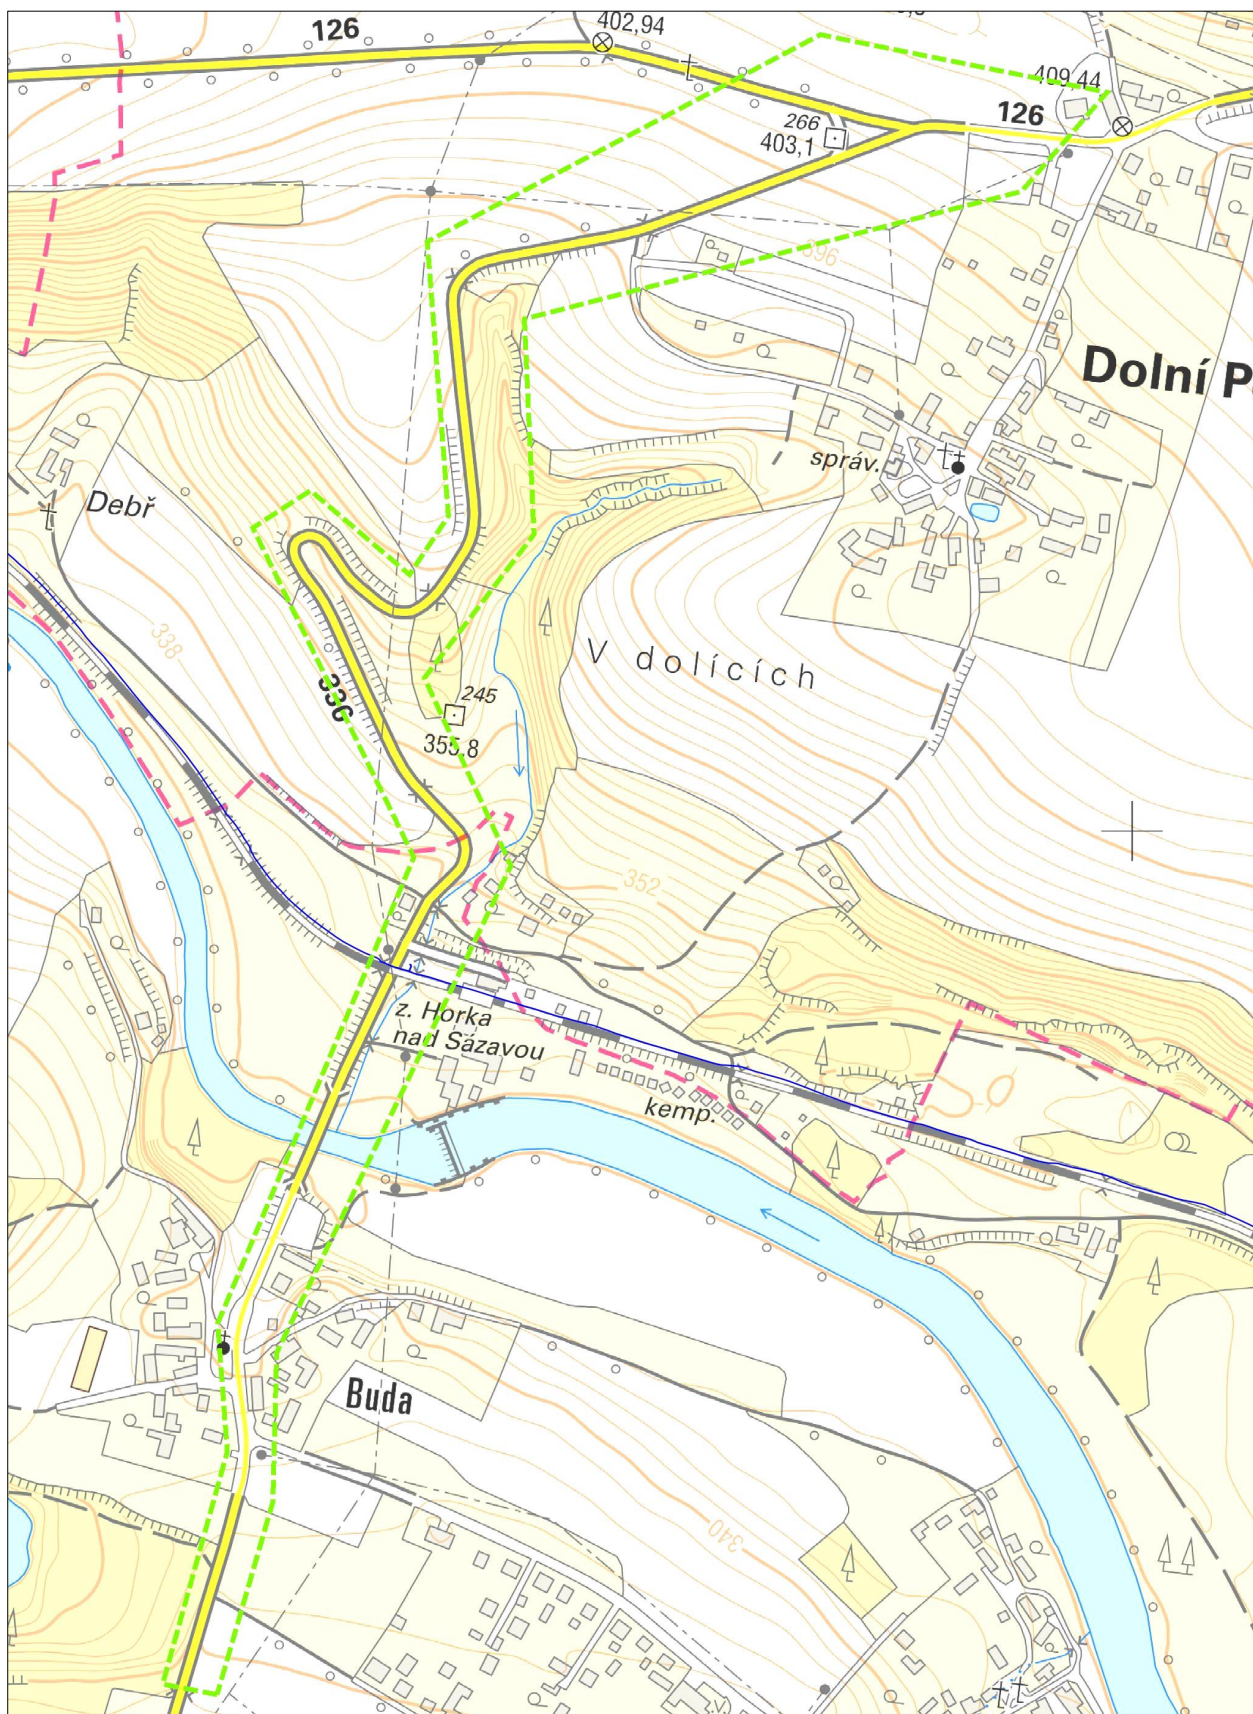 126
402,94
409,44
126
266
403,1
396
Dolní P
správ.
Debř
338
V dolících
336
245
355,8
352
z. Horka
nad Sázavou
kemp.
Buda
340